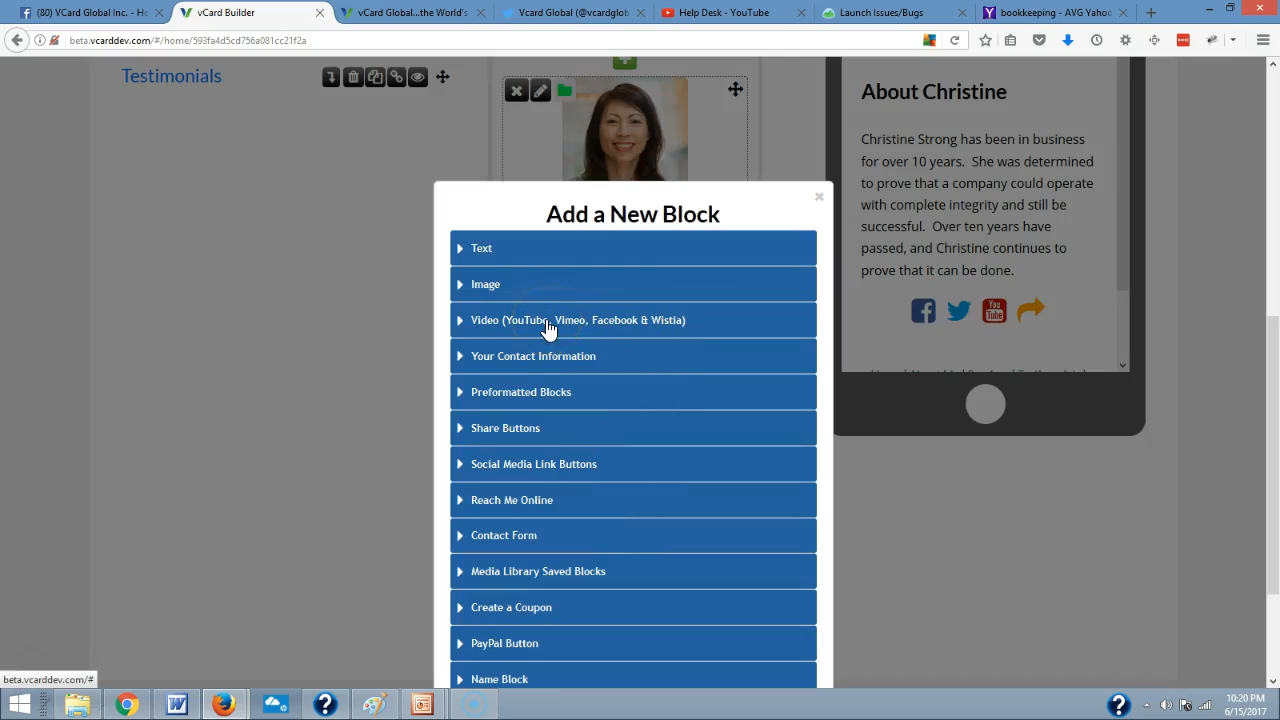 (80) VCard Global Inc. - Ho
vCard Builder
vCard Global...the World's
Vcard Global (@vcardglob
Help Desk - YouTube
Launch Issues/Bugs
bookkeeping - AVG Yahoo
beta.vcarddev.com/#/home/593fa4d5cd756a081cc21f2a
Testimonials
About Christine
Christine Strong has been in business
for over 10 years. She was determined
to prove that a company could operate
with complete integrity and still be
successful. Over ten years have
passed, and Christine continues to
prove that it can be done.
You
Tube
Add a New Block
Text
Image
Video (YouTube, Vimeo, Facebook & Wistia)
Your Contact Information
Preformatted Blocks
Share Buttons
Social Media Link Buttons
Reach Me Online
Contact Form
Media Library Saved Blocks
Create a Coupon
PayPal Button
Name Block
beta.vcarddev.com/#
10:20 PM
6/15/2017